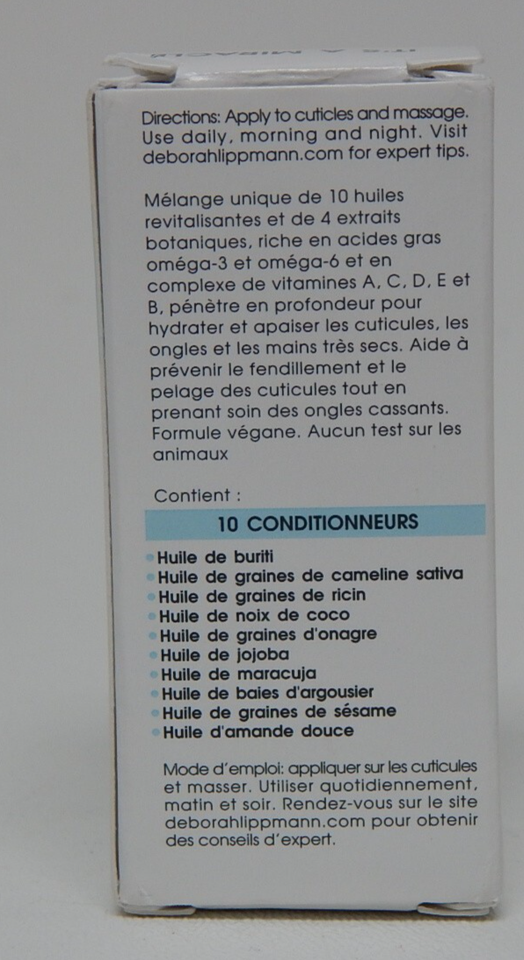 IT'S A MIRACLE
Directions: Apply to cuticles and massage.
Use daily, morning and night. Visit
deborahlippmann.com for expert tips.
Mélange unique de 10 huiles
revitalisantes et de 4 extraits
botaniques, riche en acides gras
oméga-3 et oméga-6 et en
complexe de vitamines A, C, D, E et
B, pénètre en profondeur pour
hydrater et apaiser les cuticules, les
ongles et les mains très secs. Aide à
prévenir le fendillement et le
pelage des cuticules tout en
prenant soin des ongles cassants.
Formule végane. Aucun test sur les
animaux
Contient :
10 CONDITIONNEURS
• Huile de buriti
• Huile de graines de cameline sativa
• Huile de graines de ricin
• Huile de noix de coco
• Huile de graines d'onagre
• Huile de jojoba
• Huile de maracuja
• Huile de baies d'argousier
• Huile de graines de sésame
• Huile d'amande douce
Mode d'emploi: appliquer sur les cuticules
et masser. Utiliser quotidiennement,
matin et soir. Rendez-vous sur le site
deborahlippmann.com pour obtenir
des conseils d'expert.